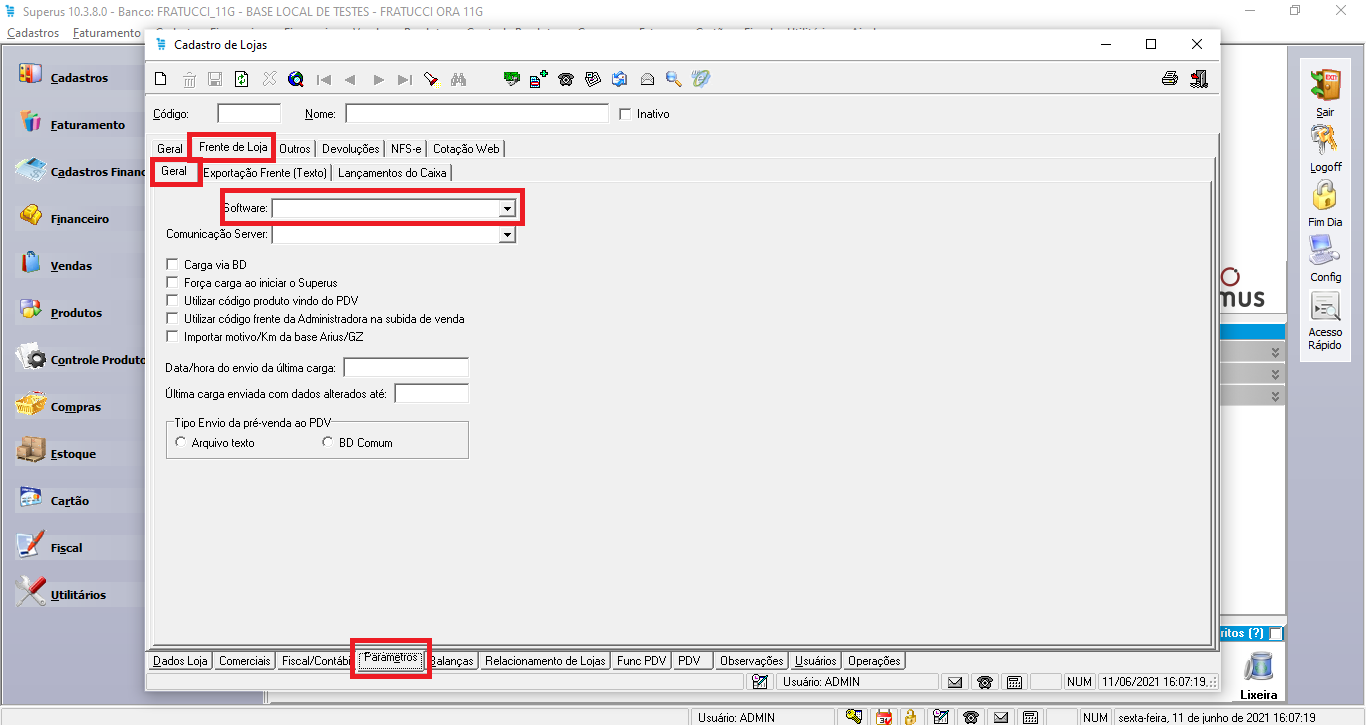 Superus 10.3.8.0 - Banco: FRATUCCI_11G - BASE LOCAL DE TESTES - FRATUCCI ORA 11G
Cadastros Faturamento
Cadastro de Lojas
Código: Nome: Inativo
Geral Frente de Loja Outros Devoluções NFS-e Cotação Web
Geral Exportação Frente (Texto) Lançamentos do Caixa
Software:
Comunicação Server:
Carga via BD
Força carga ao iniciar o Superus
Utilizar código produto vindo do PDV
Utilizar código frente da Administradora na subida de venda
Importar motivo/Km da base Arius/GZ
Data/hora do envio da última carga:
Última carga enviada com dados alterados até:
Tipo Envio da pré-venda ao PDV
Arquivo texto BD Comum
Dados Loja Comerciais Fiscal/Contábi Parâmetros Balanças Relacionamento de Lojas Func PDV PDV Observações Usuários Operações
Usuário: ADMIN NUM 11/06/2021 16:07:19
Cadastros
Faturamento
Cadastros Financ
Financeiro
Vendas
Produtos
Controle Produto
Compras
Estoque
Cartão
Fiscal
Utilitários
Sair
Logoff
Fim Dia
Config
Acesso
Rápido
mus
ritos (?)
Lixeira
Usuário: ADMIN NUM sexta-feira, 11 de junho de 2021 16:07:19